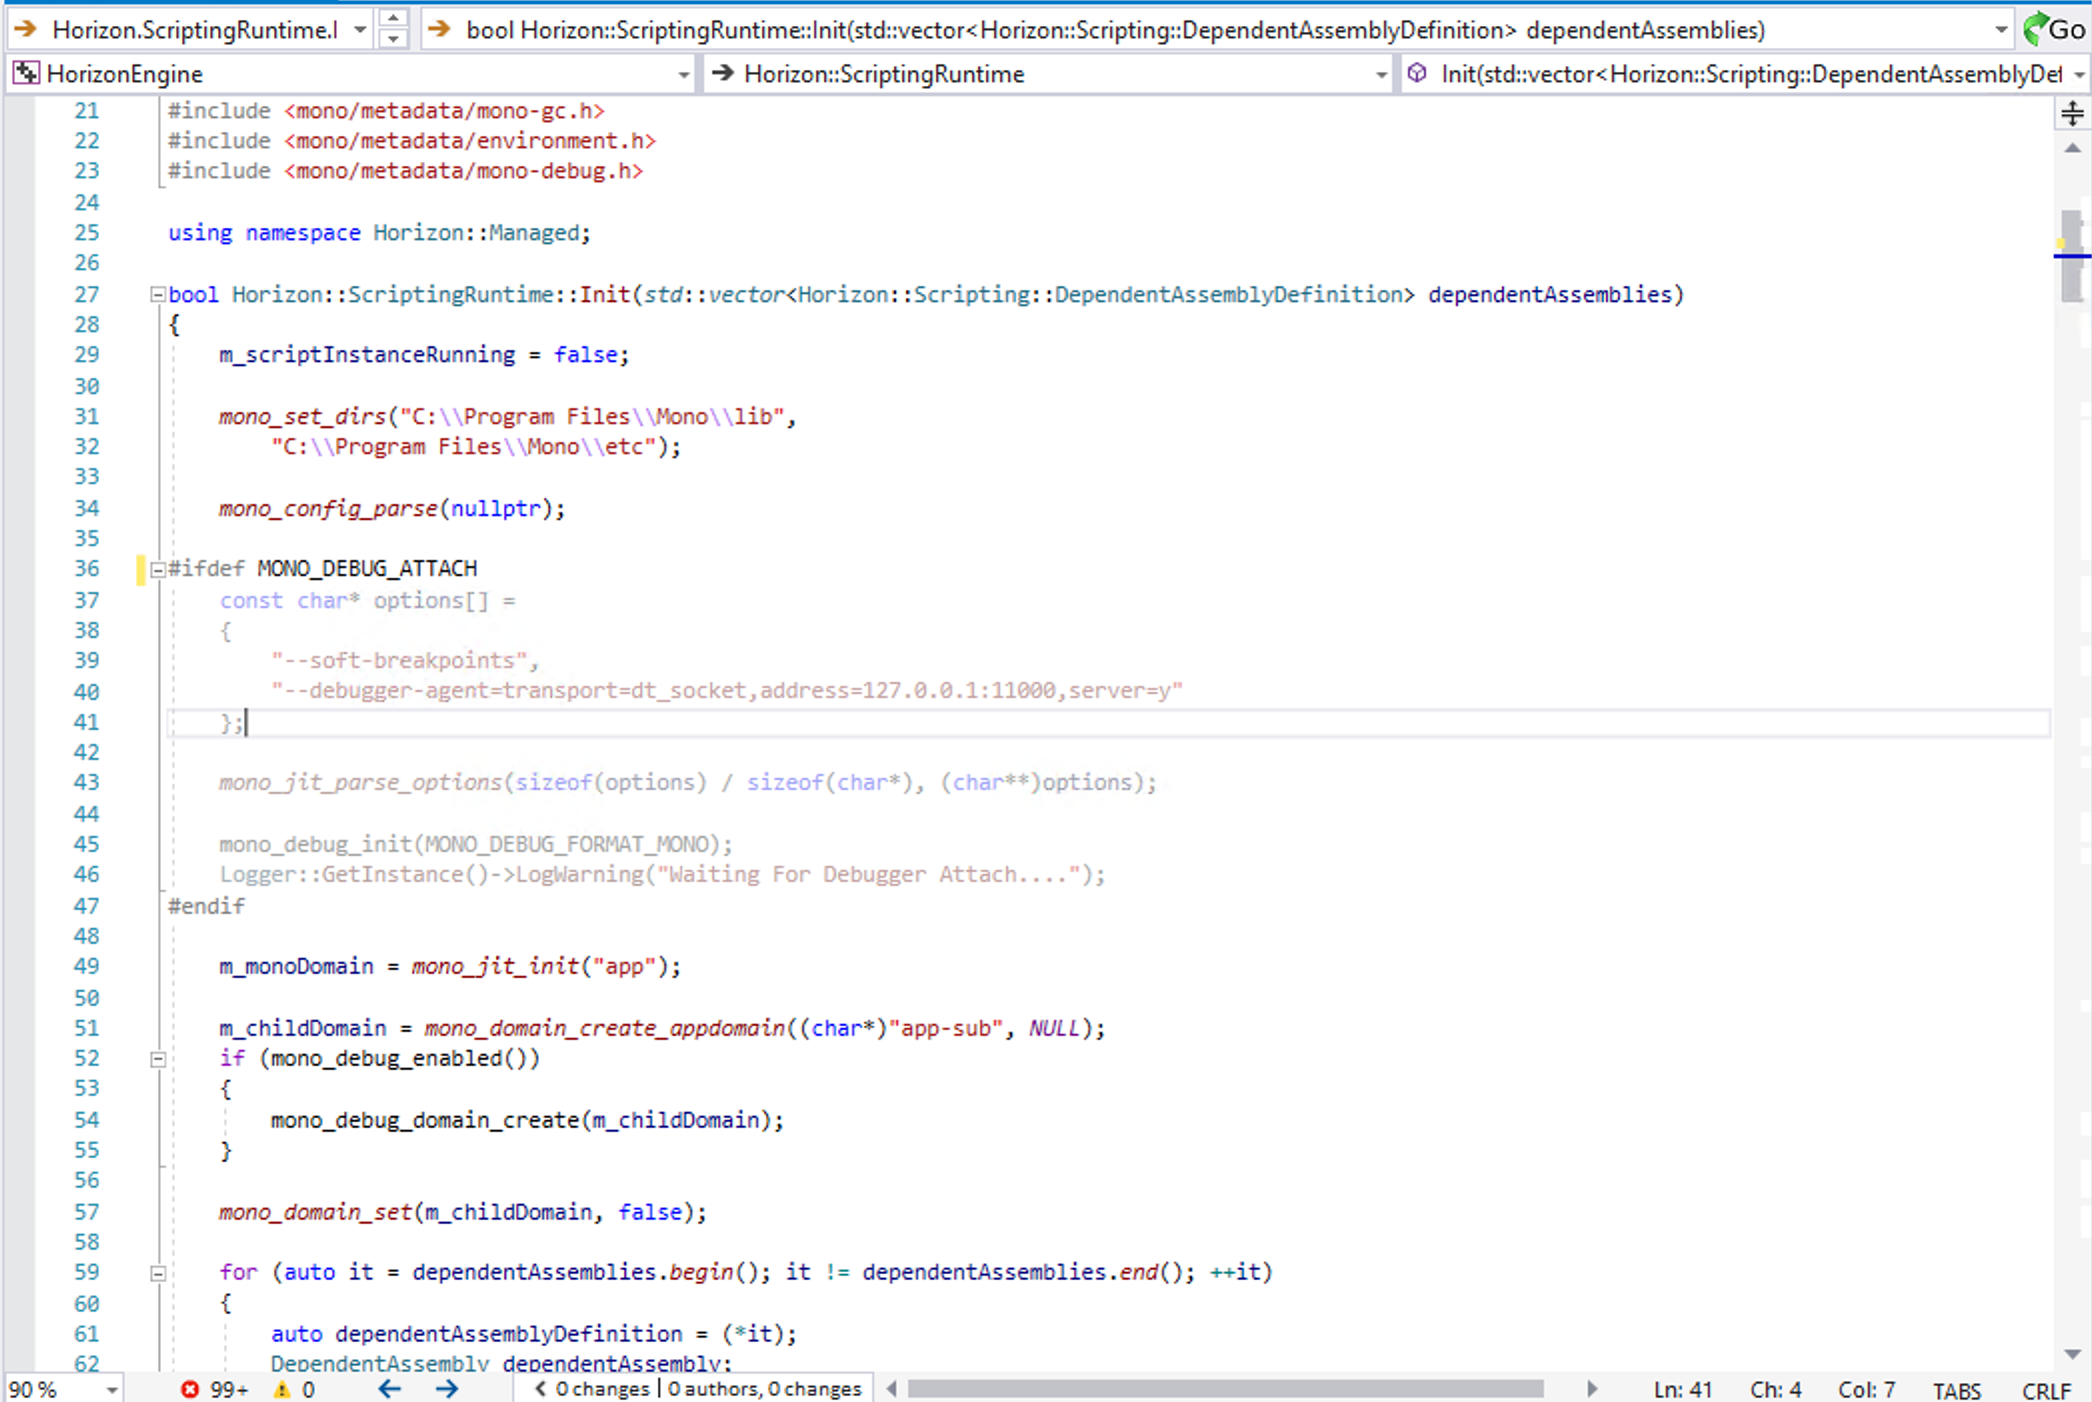 Horizon.ScriptingRuntime.I
bool Horizon::ScriptingRuntime::Init(std::vector<Horizon::Scripting::DependentAssemblyDefinition> dependentAssemblies)
Go
HorizonEngine
Horizon::ScriptingRuntime
Init(std::vector<Horizon::Scripting::DependentAssemblyDef
21 #include <mono/metadata/mono-gc.h>
22 #include <mono/metadata/environment.h>
23 #include <mono/metadata/mono-debug.h>
24
25 using namespace Horizon::Managed;
26
27 bool Horizon::ScriptingRuntime::Init(std::vector<Horizon::Scripting::DependentAssemblyDefinition> dependentAssemblies)
28 {
29 m_scriptInstanceRunning = false;
30
31 mono_set_dirs("C:\\Program Files\\Mono\\lib",
32 "C:\\Program Files\\Mono\\etc");
33
34 mono_config_parse(nullptr);
35
36 #ifdef MONO_DEBUG_ATTACH
37 const char* options[] =
38 {
39 "--soft-breakpoints",
40 "--debugger-agent=transport=dt_socket,address=127.0.0.1:11000,server=y"
41 };
42
43 mono_jit_parse_options(sizeof(options) / sizeof(char*), (char**)options);
44
45 mono_debug_init(MONO_DEBUG_FORMAT_MONO);
46 Logger::GetInstance()->LogWarning("Waiting For Debugger Attach....");
47 #endif
48
49 m_monoDomain = mono_jit_init("app");
50
51 m_childDomain = mono_domain_create_appdomain((char*)"app-sub", NULL);
52 if (mono_debug_enabled())
53 {
54 mono_debug_domain_create(m_childDomain);
55 }
56
57 mono_domain_set(m_childDomain, false);
58
59 for (auto it = dependentAssemblies.begin(); it != dependentAssemblies.end(); ++it)
60 {
61 auto dependentAssemblyDefinition = (*it);
62 DependentAssembly dependentAssembly;
90 % 99+ 0 0 changes | 0 authors, 0 changes Ln: 41 Ch: 4 Col: 7 TABS CRLF